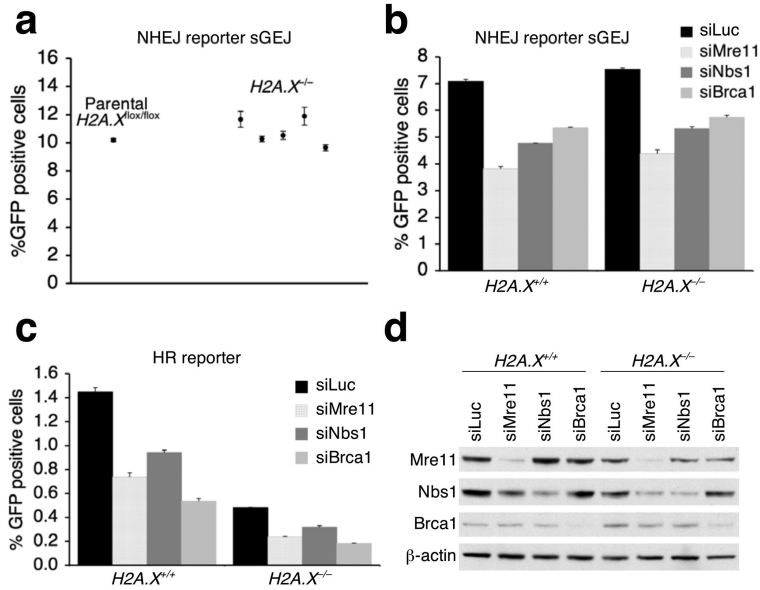 a
NHEJ reporter sGEJ
%GFP positive cells
16
14
12
10
8
6
4
2
0
Parental
H2A.Xflox/flox
H2A.X−/−
b
NHEJ reporter sGEJ
siLuc
siMre11
siNbs1
siBrca1
% GFP positive cells
8
7
6
5
4
3
2
1
0
H2A.X+/+
H2A.X−/−
c
HR reporter
% GFP positive cells
1.6
1.4
1.2
1.0
0.8
0.6
0.4
0.2
0.0
siLuc
siMre11
siNbs1
siBrca1
H2A.X+/+
H2A.X−/−
d
H2A.X+/+ H2A.X−/−
siLuc siMre11 siNbs1 siBrca1 siLuc siMre11 siNbs1 siBrca1
Mre11
Nbs1
Brca1
β-actin